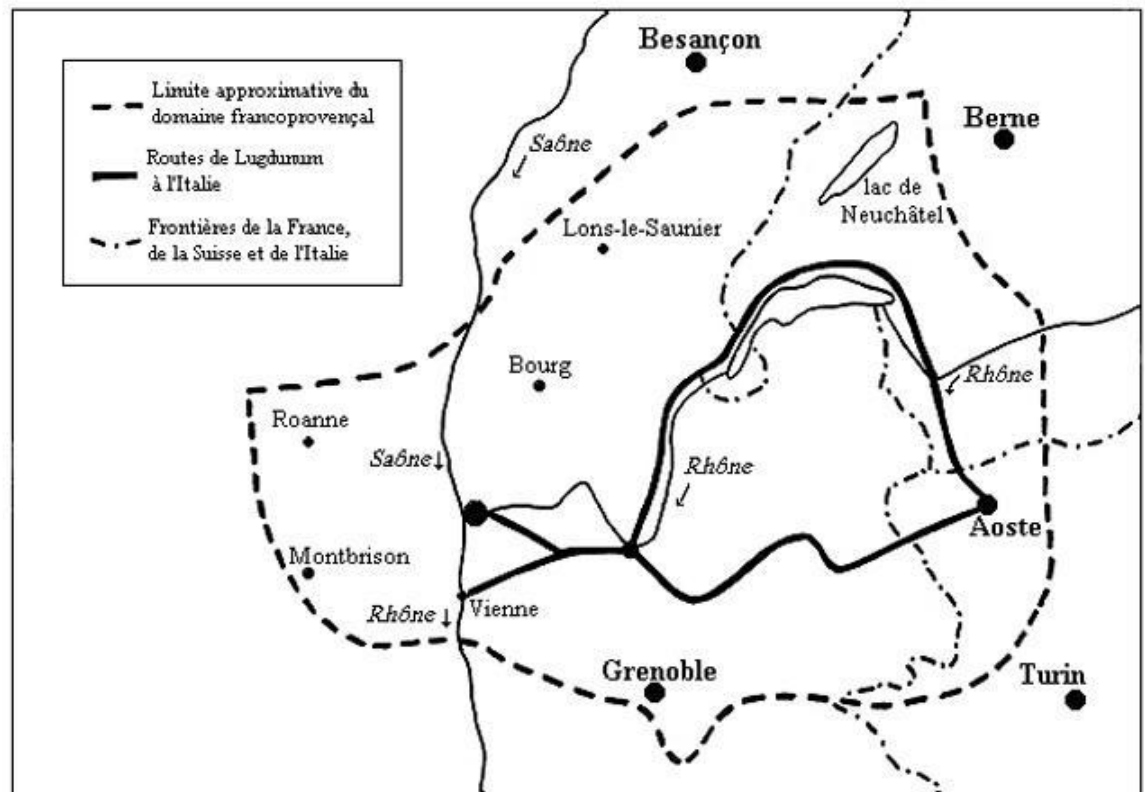 Limite approximative du
domaine francoprovençal
Routes de Lugdunum
à l'Italie
Frontières de la France,
de la Suisse et de l'Italie
Besançon
Berne
Saône
lac de
Neuchâtel
Lons-le-Saunier
Bourg
Rhône
Roanne
Saône
Rhône
Aoste
Montbrison
Vienne
Rhône
Grenoble
Turin